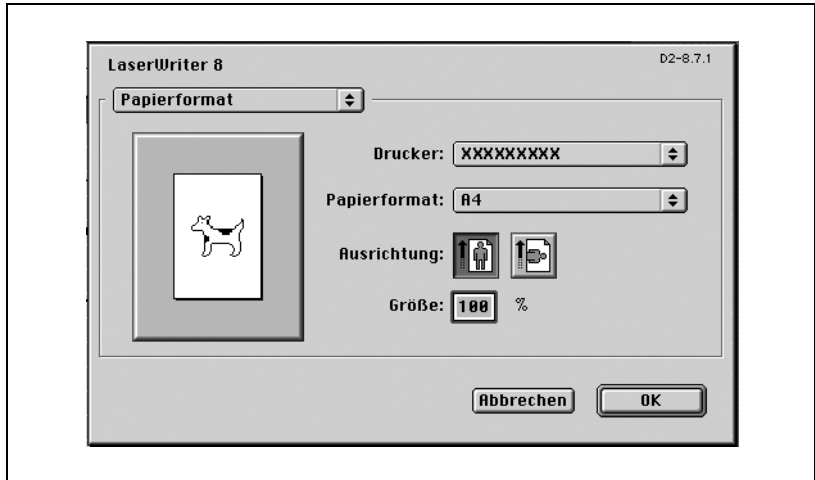 LaserWriter 8
D2-8.7.1
Papierformat
Drucker: XXXXXXXXX
Papierformat: A4
Ausrichtung:
Größe: 100 %
Abbrechen
OK